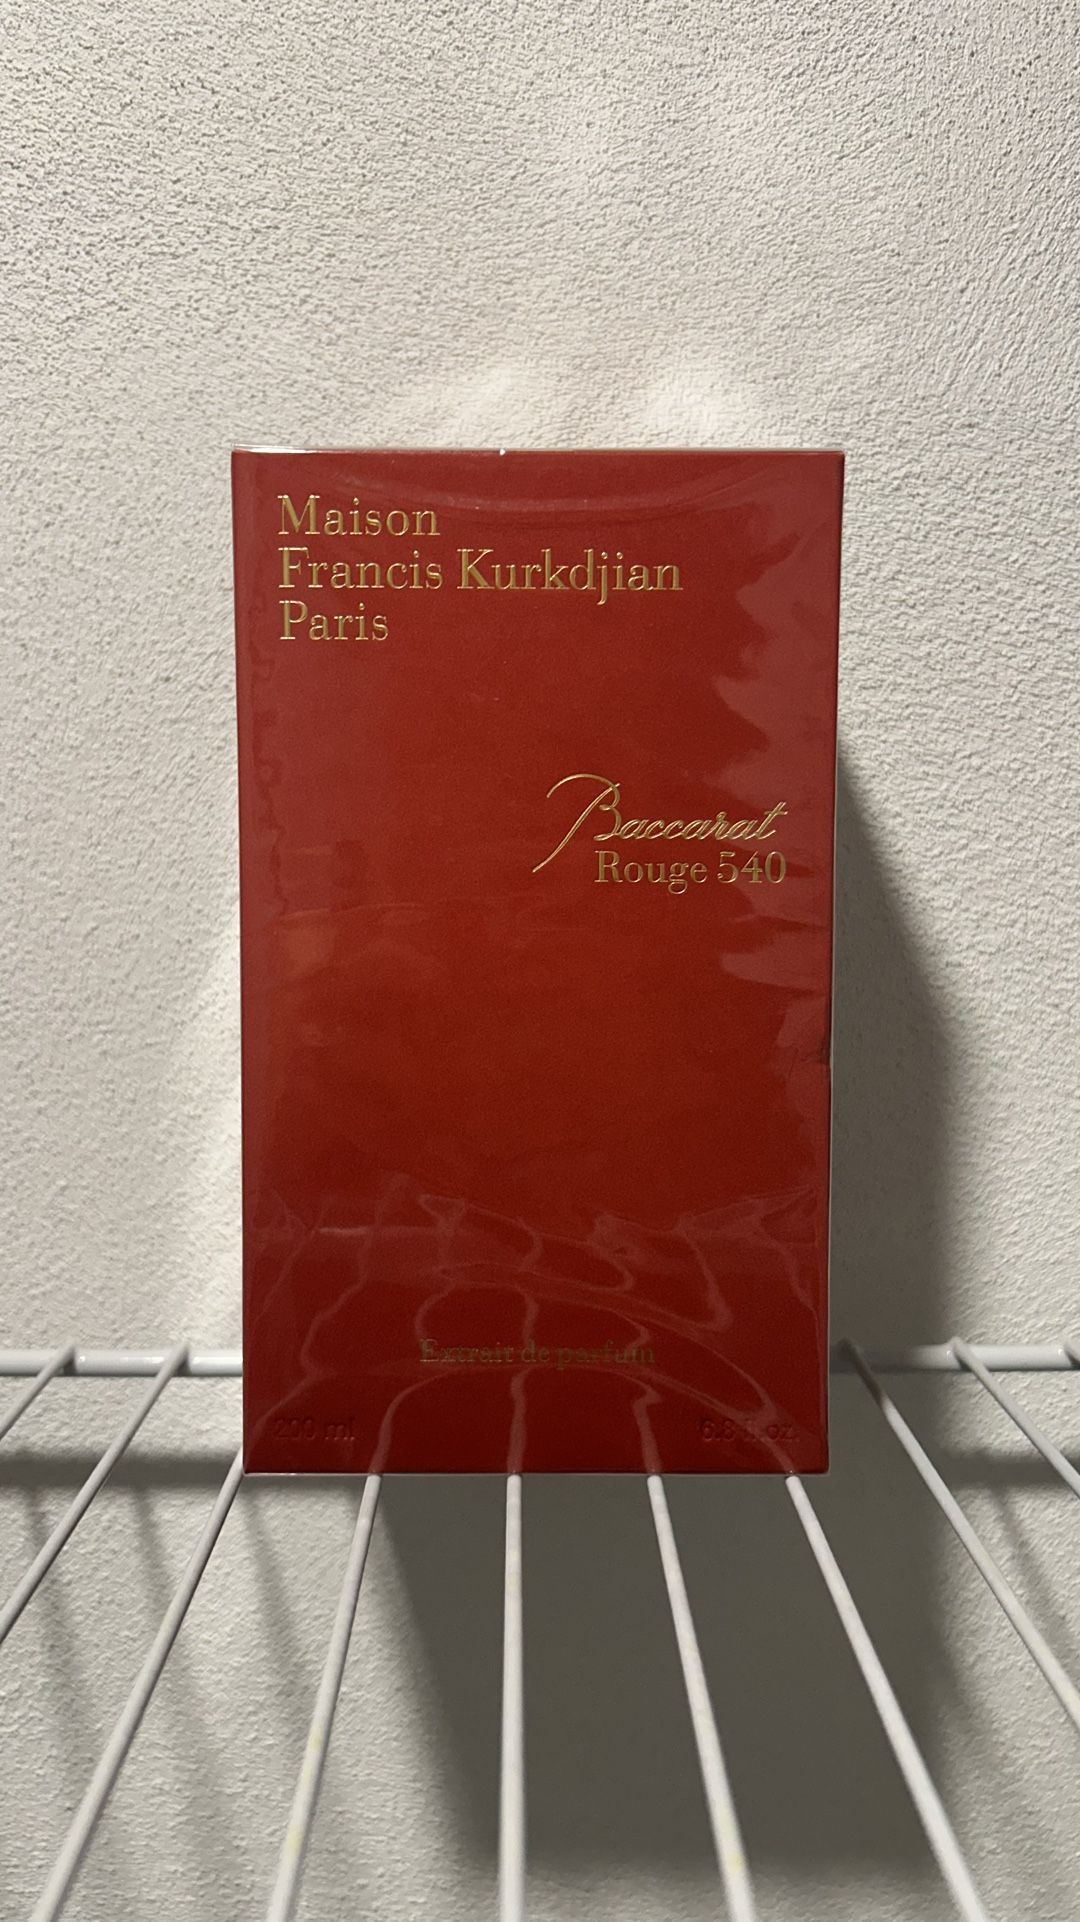 Maison
Francis Kurkdjian
Paris
Baccarat
Rouge 540
Extrait de parfum
200 ml
6.8 fl.oz.